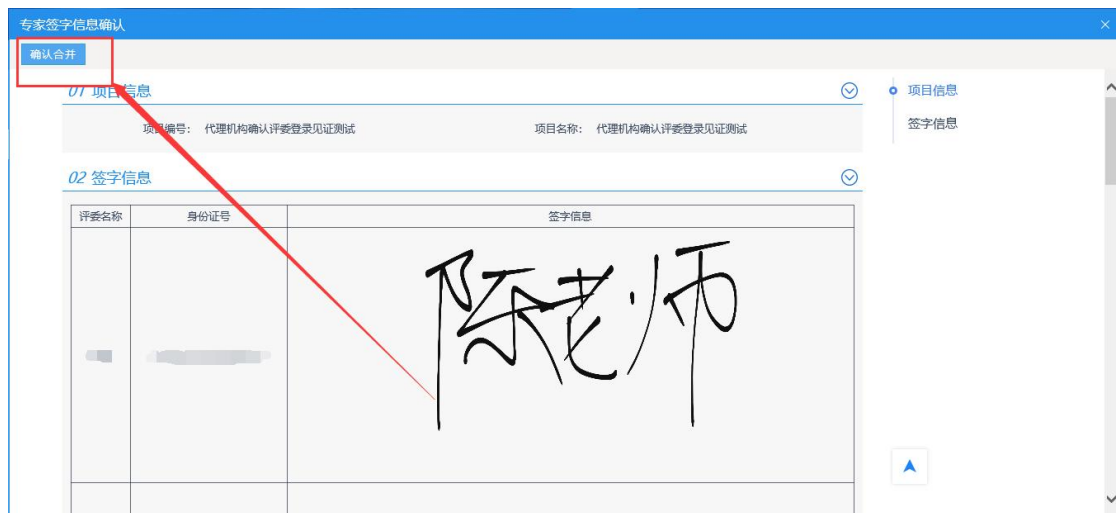 专家签字信息确认
确认合并
01 项目信息
项目编号： 代理机构确认评委登录见证测试 项目名称： 代理机构确认评委登录见证测试
02 签字信息
评委名称 身份证号 签字信息
陈老师
项目信息
签字信息